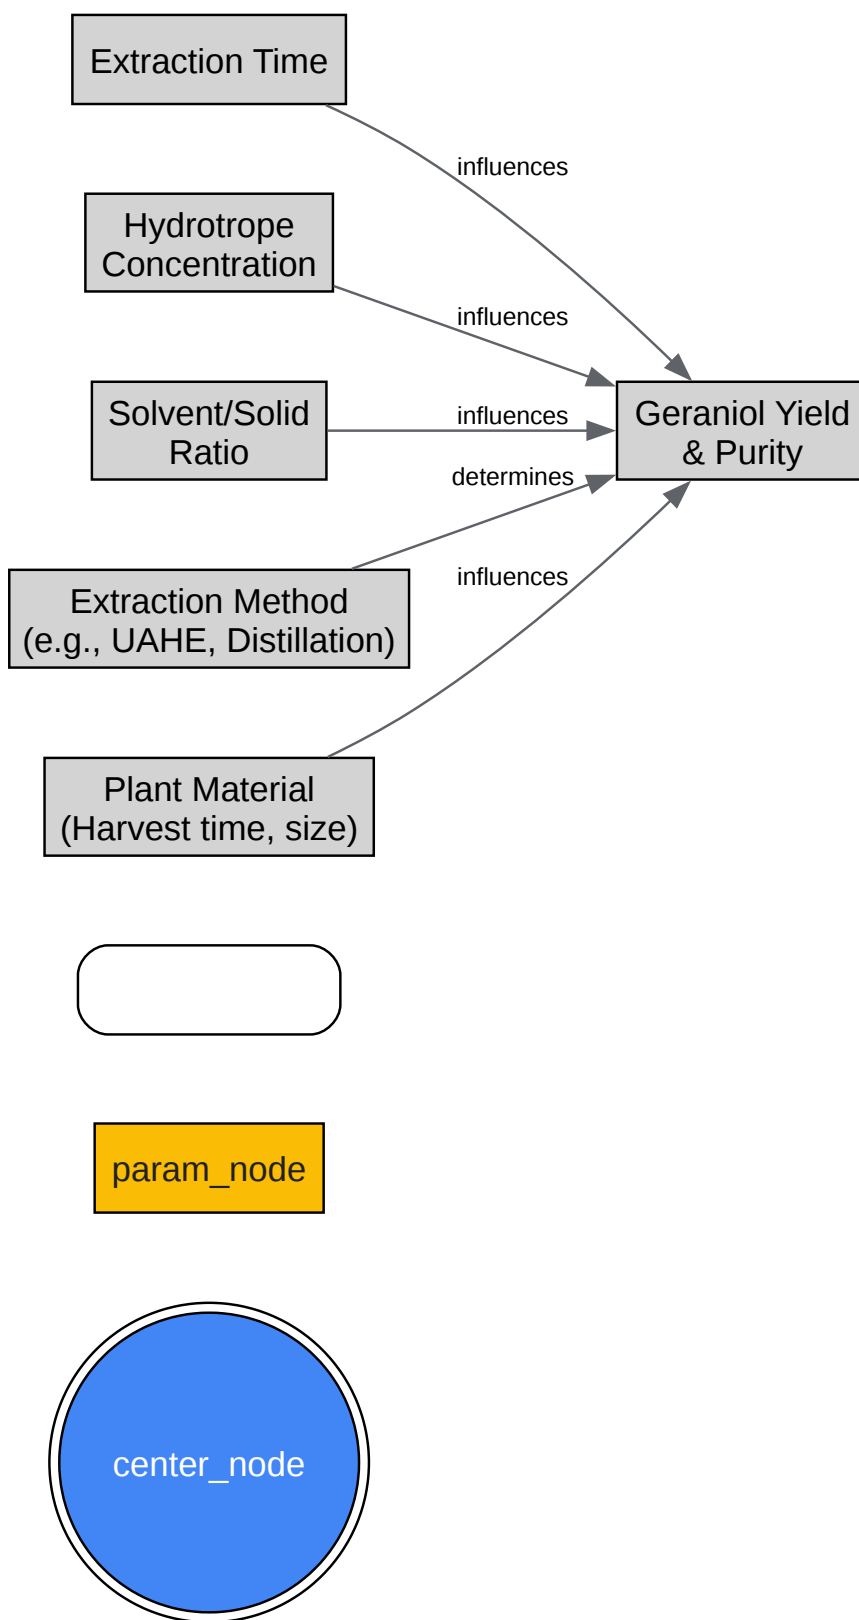 Extraction Time
influences
Hydrotrope
Concentration
influences
Solvent/Solid
Ratio
influences
Geraniol Yield
& Purity
determines
Extraction Method
(e.g., UAHE, Distillation)
influences
Plant Material
(Harvest time, size)
param_node
center_node